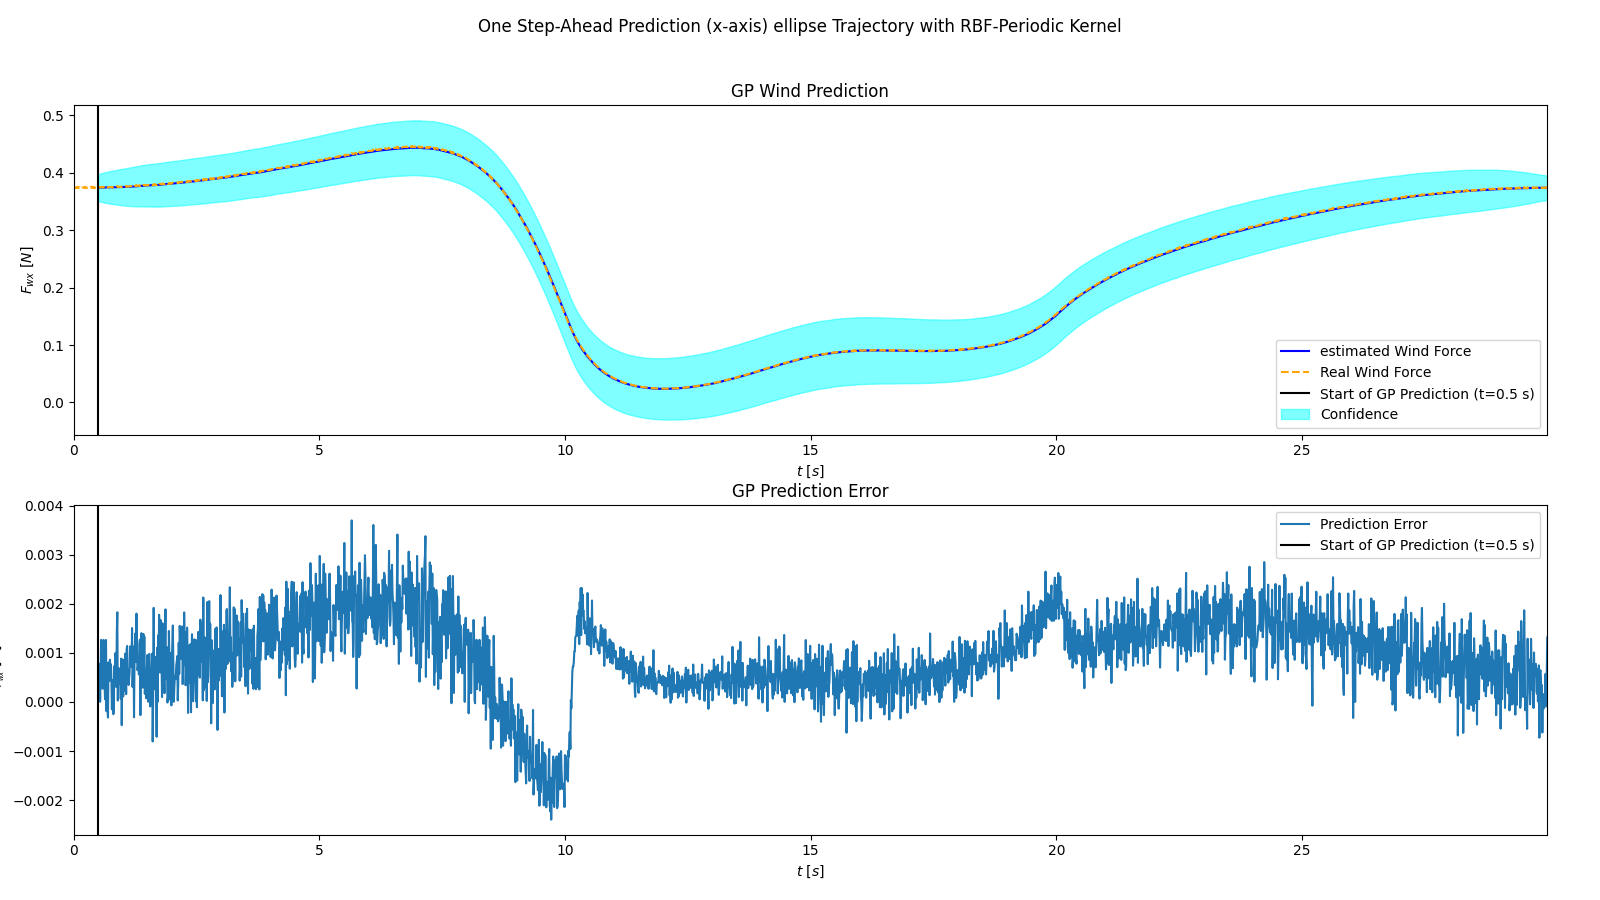 One Step-Ahead Prediction (x-axis) ellipse Trajectory with RBF-Periodic Kernel
GP Wind Prediction
0.5
0.4
0.3
0.2
0.1
0.0
F_wx [N]
estimated Wind Force
Real Wind Force
Start of GP Prediction (t=0.5 s)
Confidence
0 5 10 15 20 25
t [s]
GP Prediction Error
0.004
0.003
0.002
0.001
0.000
−0.001
−0.002
Prediction Error
Start of GP Prediction (t=0.5 s)
0 5 10 15 20 25
t [s]